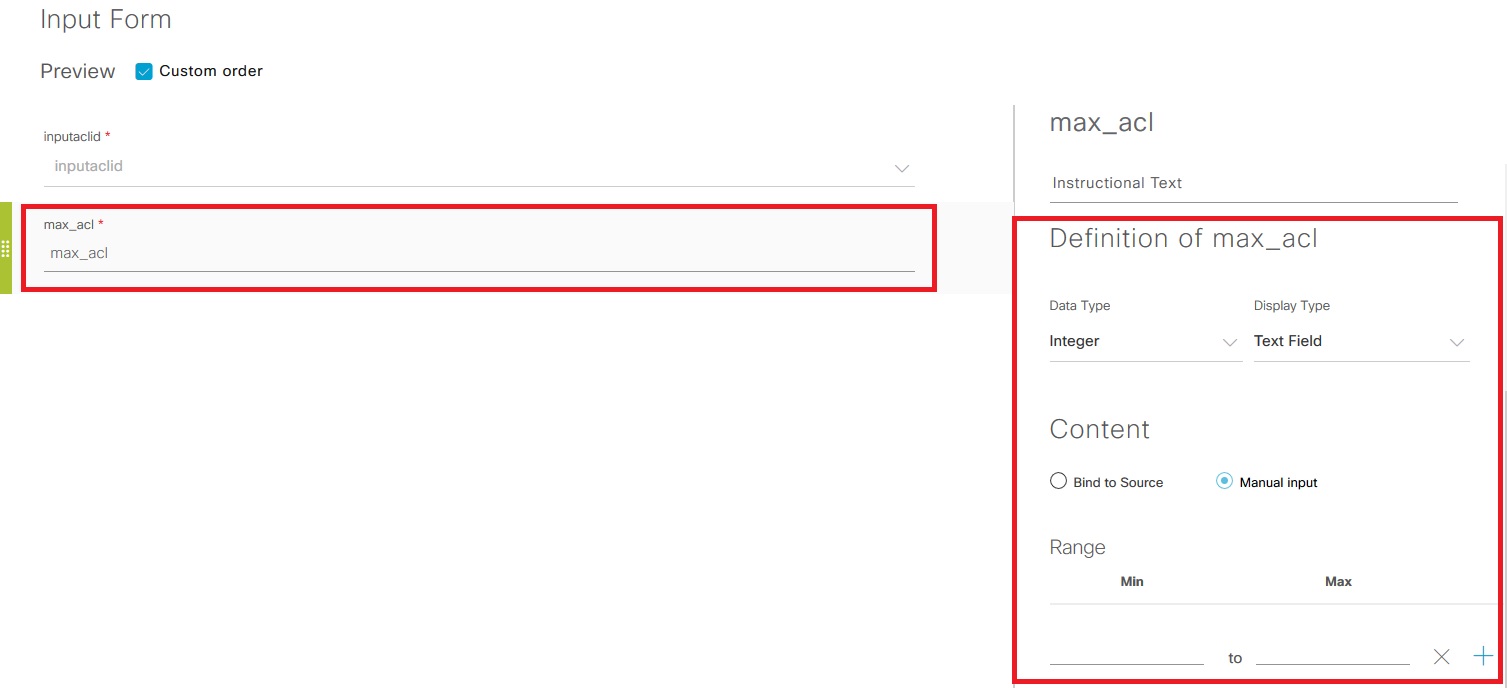 Input Form
Preview Custom order
inputaclid *
inputaclid
max_acl *
max_acl
max_acl
Instructional Text
Definition of max_acl
Data Type Display Type
Integer Text Field
Content
Bind to Source Manual input
Range
Min Max
to